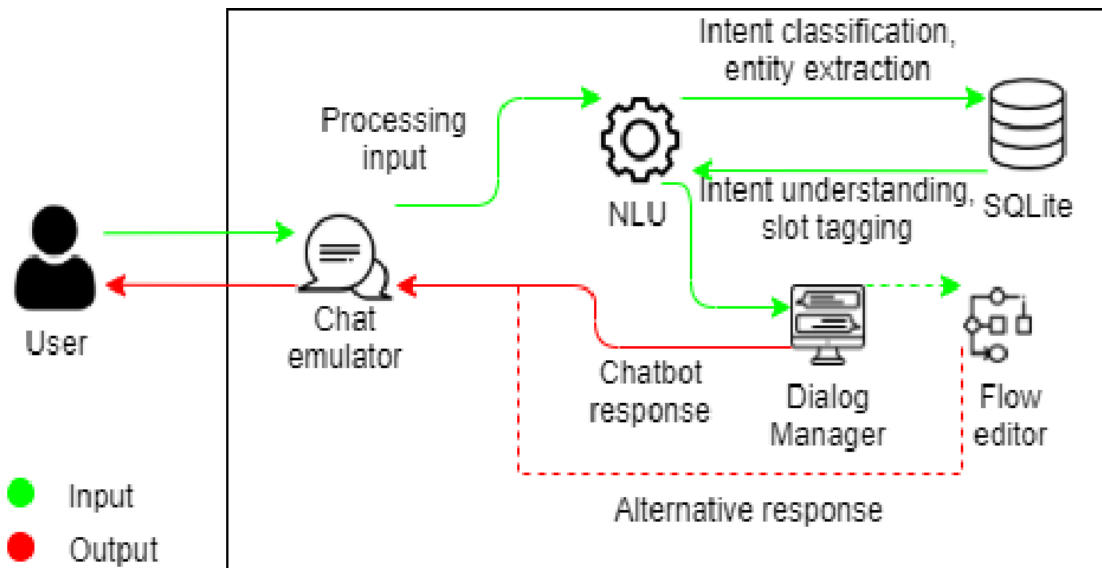 Intent classification,
entity extraction
Processing
input
NLU
Intent understanding,
slot tagging
SQLite
User
Chat
emulator
Chatbot
response
Dialog
Manager
Flow
editor
Alternative response
Input
Output